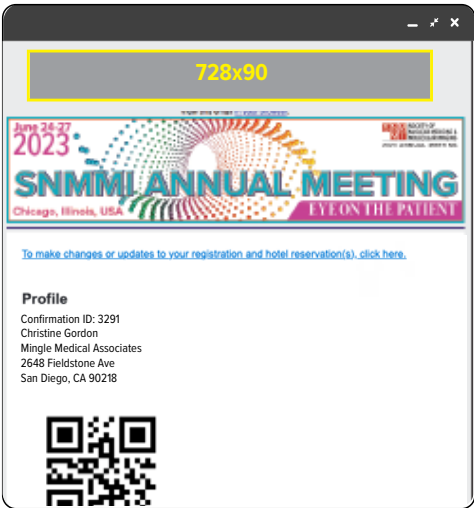 728x90
June 24-27
2023
SNMMI ANNUAL MEETING
Chicago, Illinois, USA
EYE ON THE PATIENT
To make changes or updates to your registration and hotel reservation(s), click here.
Profile
Confirmation ID: 3291
Christine Gordon
Mingle Medical Associates
2648 Fieldstone Ave
San Diego, CA 90218